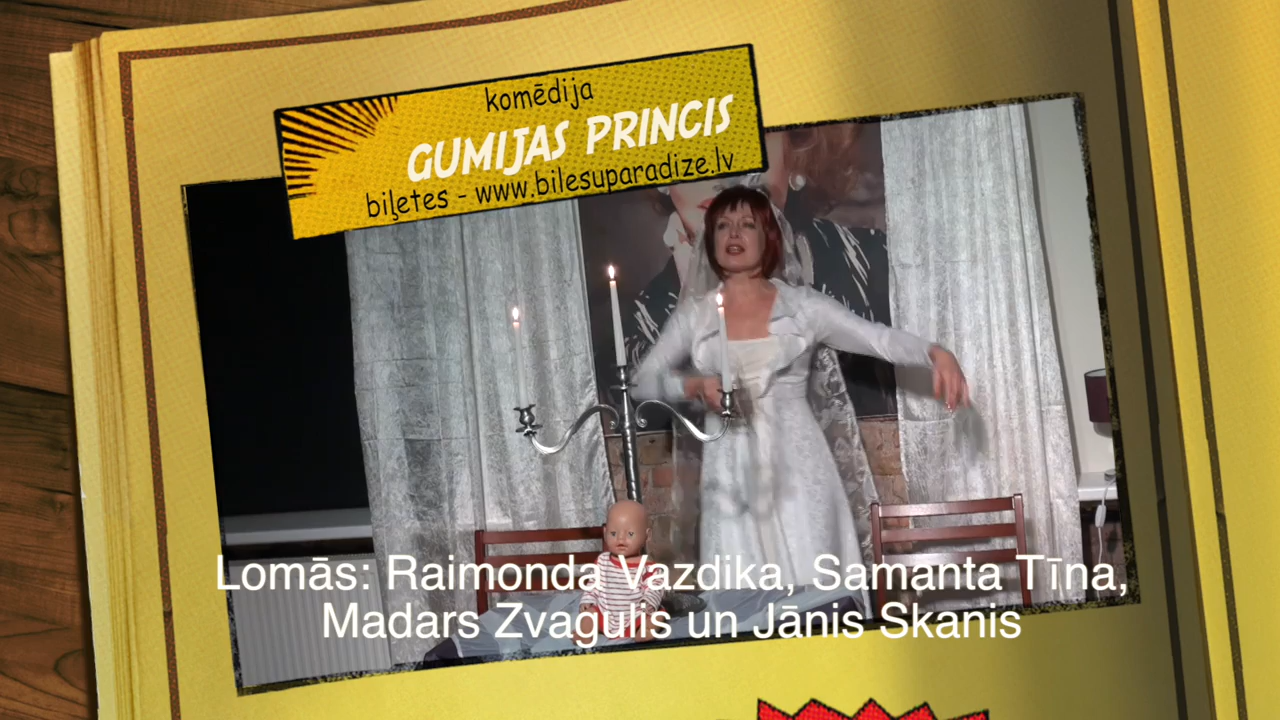 komēdija
GUMIJAS PRINCIS
biļetes - www.bilesuparadize.lv
Lomās: Raimonda Vazdika, Samanta Tīna,
Madars Zvagulis un Jānis Skanis